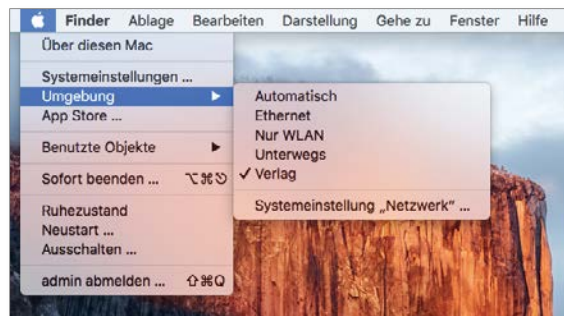 Finder Ablage Bearbeiten Darstellung Gehe zu Fenster Hilfe
Über diesen Mac
Systemeinstellungen ...
Umgebung ▶
App Store ...
Benutzte Objekte ▶
Sofort beenden ... ⌥⌘⎋
Ruhezustand
Neustart ...
Ausschalten ...
admin abmelden ... ⇧⌘Q
Automatisch
Ethernet
Nur WLAN
Unterwegs
✓ Verlag
Systemeinstellung „Netzwerk“ ...